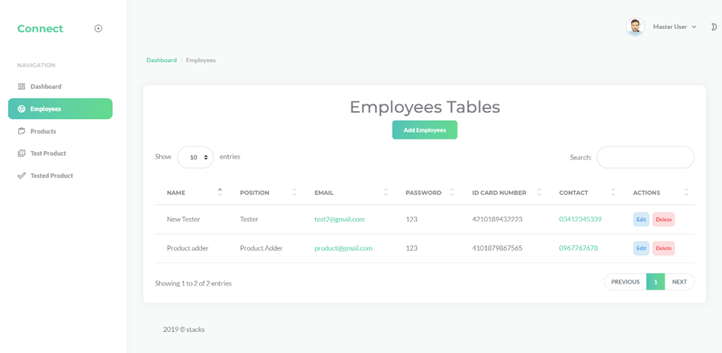 Connect
Master User
NAVIGATION
Dashboard
Employees
Products
Test Product
Tested Product
Dashboard / Employees
Employees Tables
Add Employees
Show 10 entries
Search:
NAME POSITION EMAIL PASSWORD ID CARD NUMBER CONTACT ACTIONS
New Tester Tester test2@gmail.com 123 4210189432223 03412345339 Edit Delete
Product adder Product Adder product@gmail.com 123 4101879867565 0967767678 Edit Delete
Showing 1 to 2 of 2 entries
PREVIOUS 1 NEXT
2019 © stacks